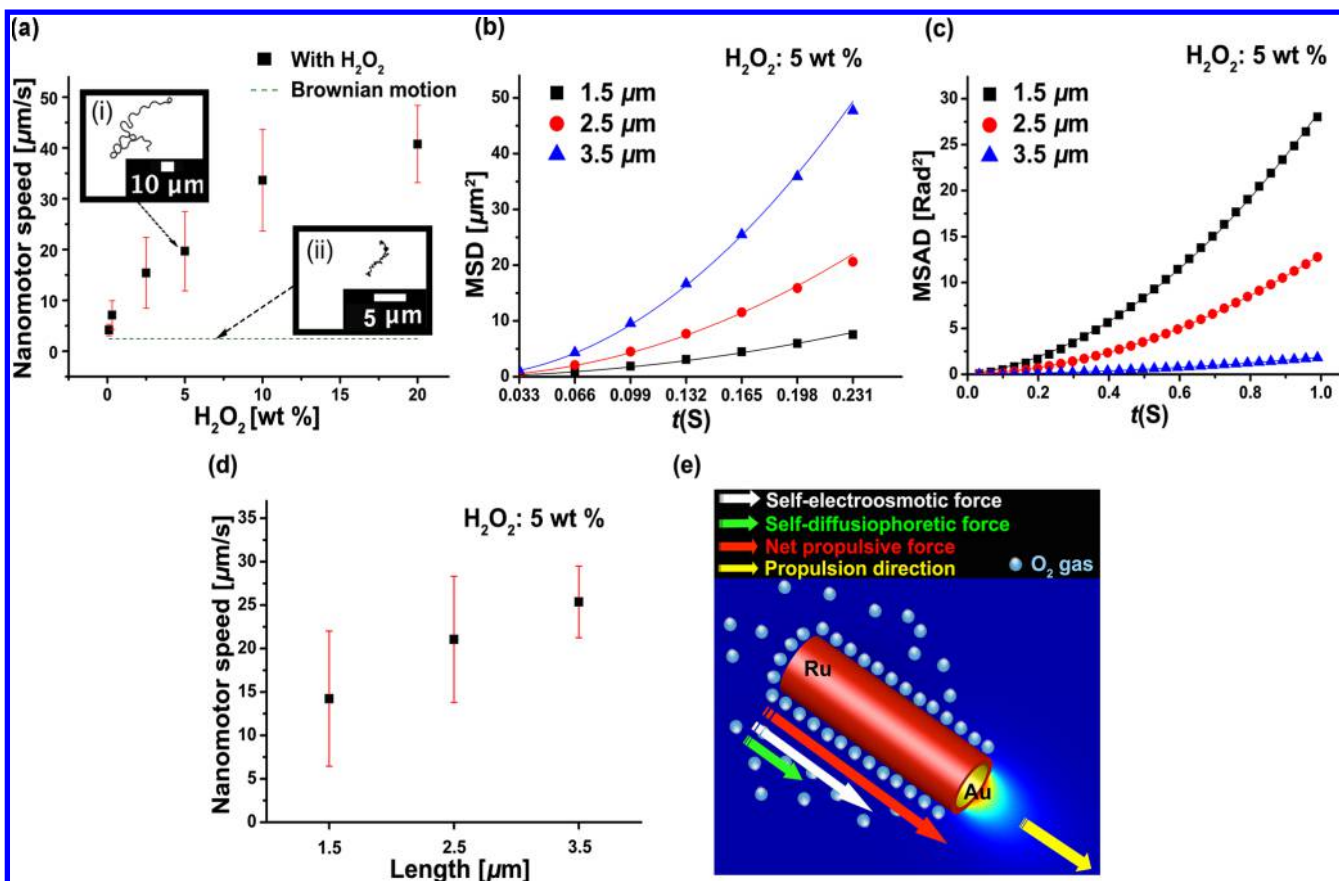 (a)
With H₂O₂
Brownian motion
Nanomotor speed [µm/s]
50
40
30
20
10
0
(i)
10 µm
(ii)
5 µm
0 5 10 15 20
H₂O₂ [wt %]
(b)
H₂O₂: 5 wt %
1.5 µm
2.5 µm
3.5 µm
MSD [µm²]
50
40
30
20
10
0
0.033 0.066 0.099 0.132 0.165 0.198 0.231
t(S)
(c)
H₂O₂: 5 wt %
1.5 µm
2.5 µm
3.5 µm
MSAD [Rad²]
30
25
20
15
10
5
0
0.0 0.2 0.4 0.6 0.8 1.0
t(S)
(d)
H₂O₂: 5 wt %
Nanomotor speed [µm/s]
35
30
25
20
15
10
5
0
1.5 2.5 3.5
Length [µm]
(e)
Self-electroosmotic force
Self-diffusiophoretic force
Net propulsive force
Propulsion direction
O₂ gas
Ru
Au